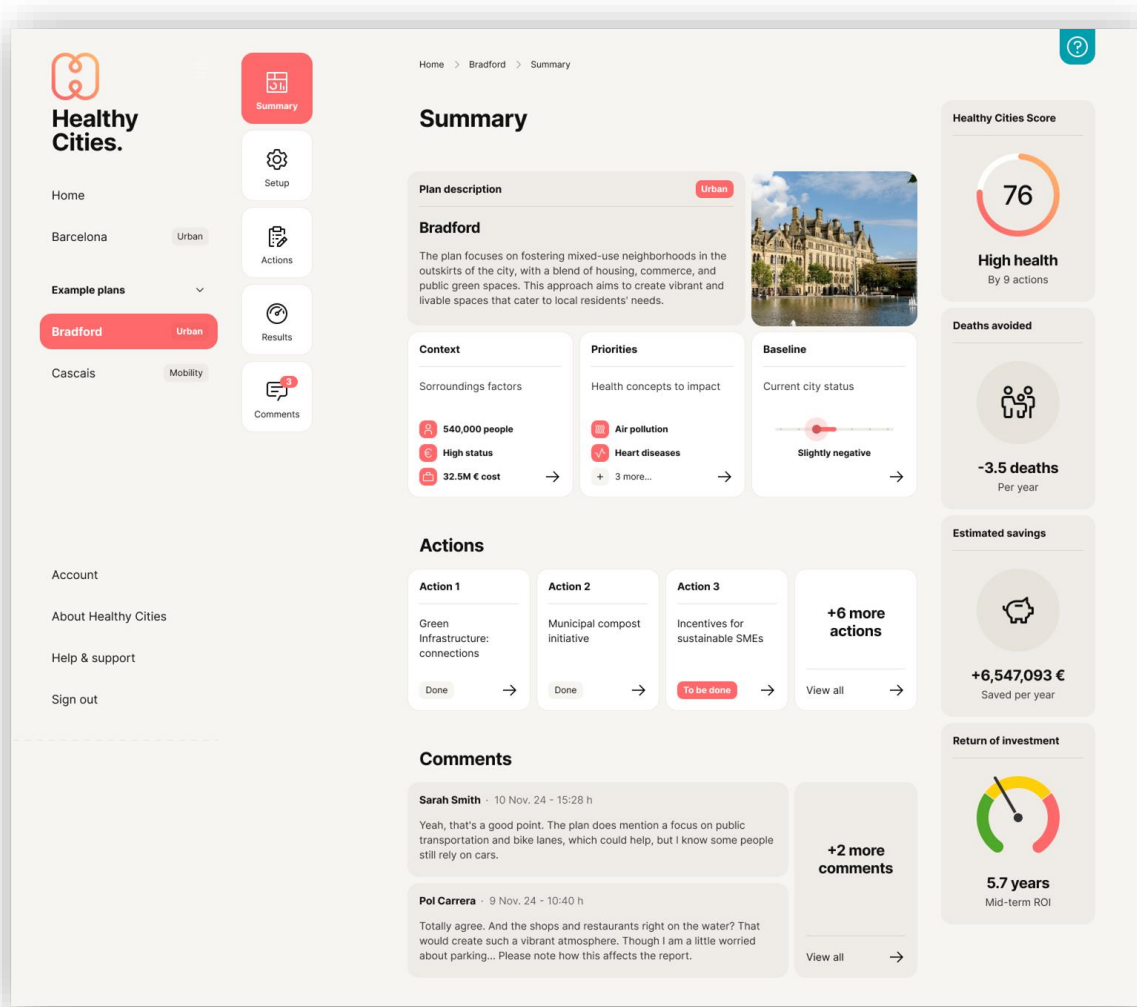 Healthy
Cities.
Home
Barcelona Urban
Example plans
Bradford Urban
Cascais Mobility
Account
About Healthy Cities
Help & support
Sign out
Summary
Setup
Actions
Results
3
Comments
Home > Bradford > Summary
?
Summary
Plan description Urban
Bradford
The plan focuses on fostering mixed-use neighborhoods in the
outskirts of the city, with a blend of housing, commerce, and
public green spaces. This approach aims to create vibrant and
livable spaces that cater to local residents' needs.
Context
Sorroundings factors
540,000 people
High status
32.5M € cost
Priorities
Health concepts to impact
Air pollution
Heart diseases
+ 3 more...
Baseline
Current city status
Slightly negative
Actions
Action 1
Green
Infrastructure:
connections
Done
Action 2
Municipal compost
initiative
Done
Action 3
Incentives for
sustainable SMEs
To be done
+6 more
actions
View all
Comments
Sarah Smith · 10 Nov. 24 - 15:28 h
Yeah, that's a good point. The plan does mention a focus on public
transportation and bike lanes, which could help, but I know some people
still rely on cars.
Pol Carrera · 9 Nov. 24 - 10:40 h
Totally agree. And the shops and restaurants right on the water? That
would create such a vibrant atmosphere. Though I am a little worried
about parking... Please note how this affects the report.
+2 more
comments
View all
Healthy Cities Score
76
High health
By 9 actions
Deaths avoided
-3.5 deaths
Per year
Estimated savings
+6,547,093 €
Saved per year
Return of investment
5.7 years
Mid-term ROI